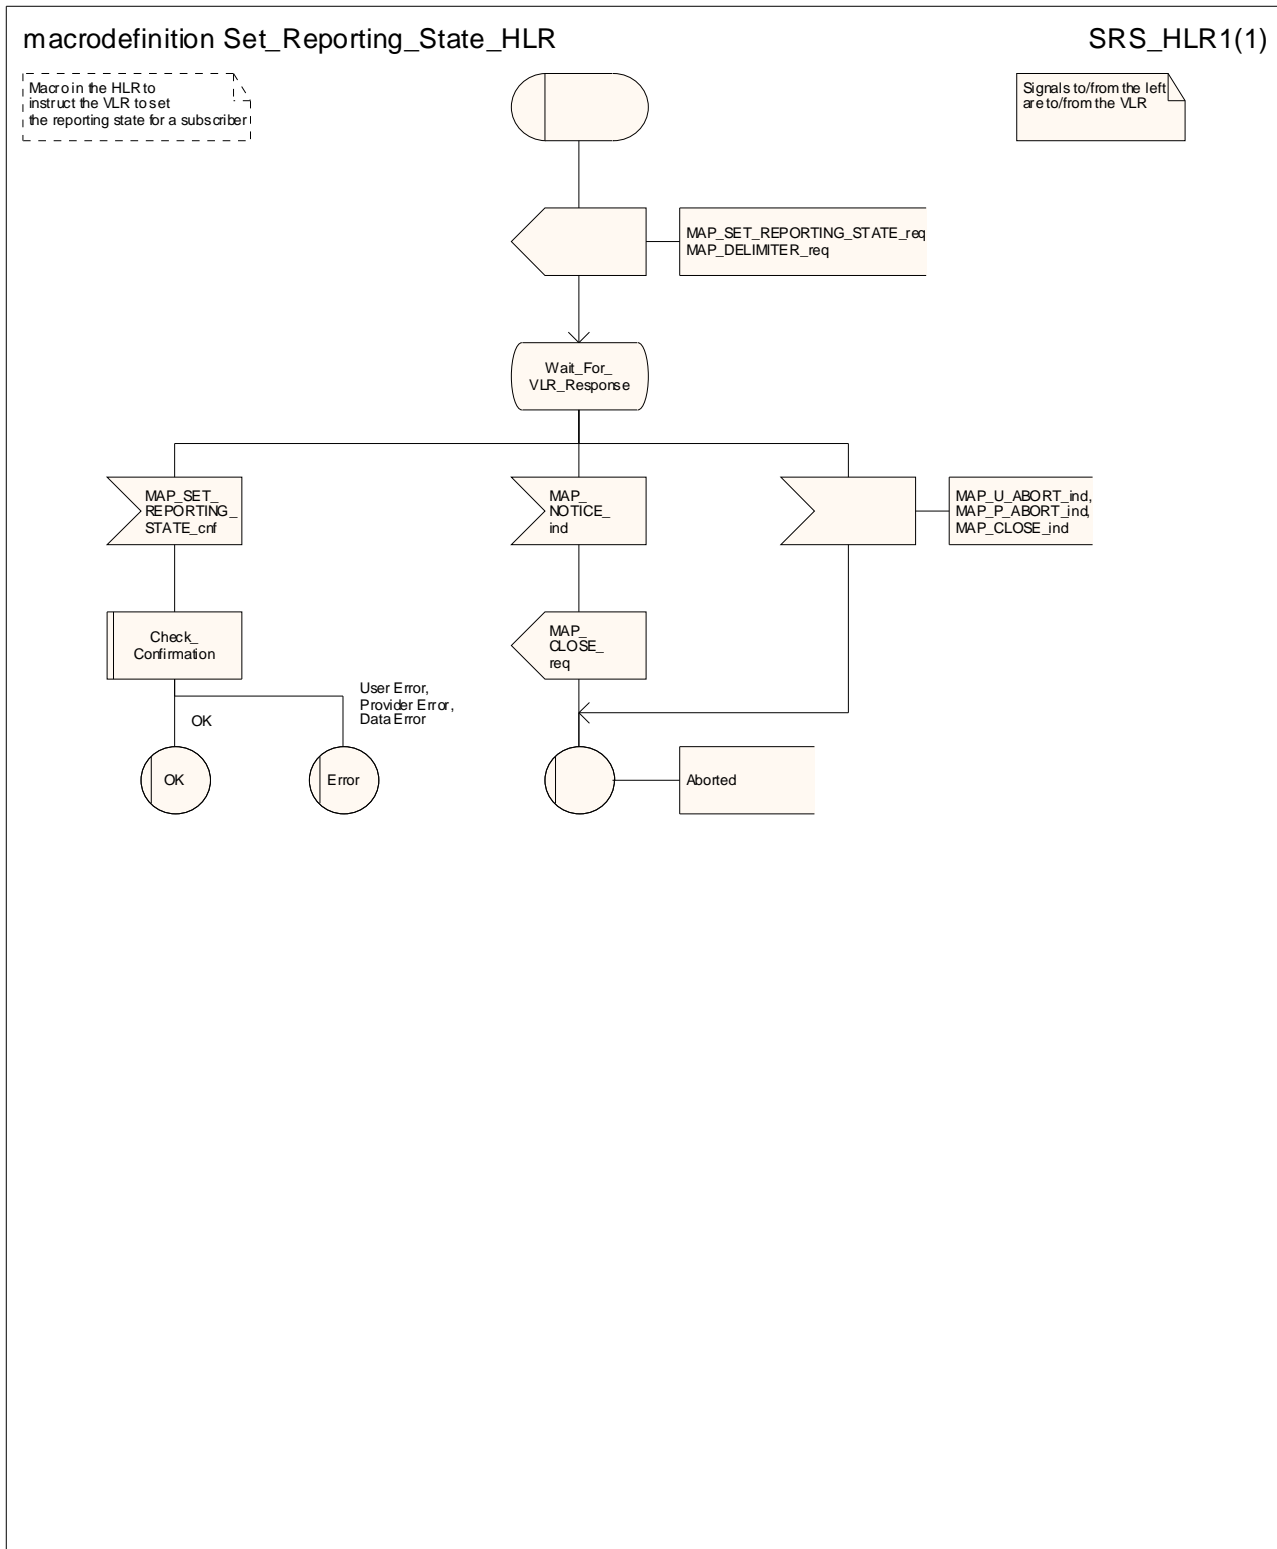 macrodefinition Set_Reporting_State_HLR
SRS_HLR1(1)
Macro in the HLR to
instruct the VLR to set
the reporting state for a subscriber
Signals to/from the left
are to/from the VLR
MAP_SET_REPORTING_STATE_req
MAP_DELIMITER_req
Wait_For_
VLR_Response
MAP_SET_
REPORTING_
STATE_cnf
MAP_
NOTICE_
ind
MAP_U_ABORT_ind,
MAP_P_ABORT_ind,
MAP_CLOSE_ind
Check_
Confirmation
MAP_
CLOSE_
req
User Error,
Provider Error,
Data Error
OK
OK
Error
Aborted